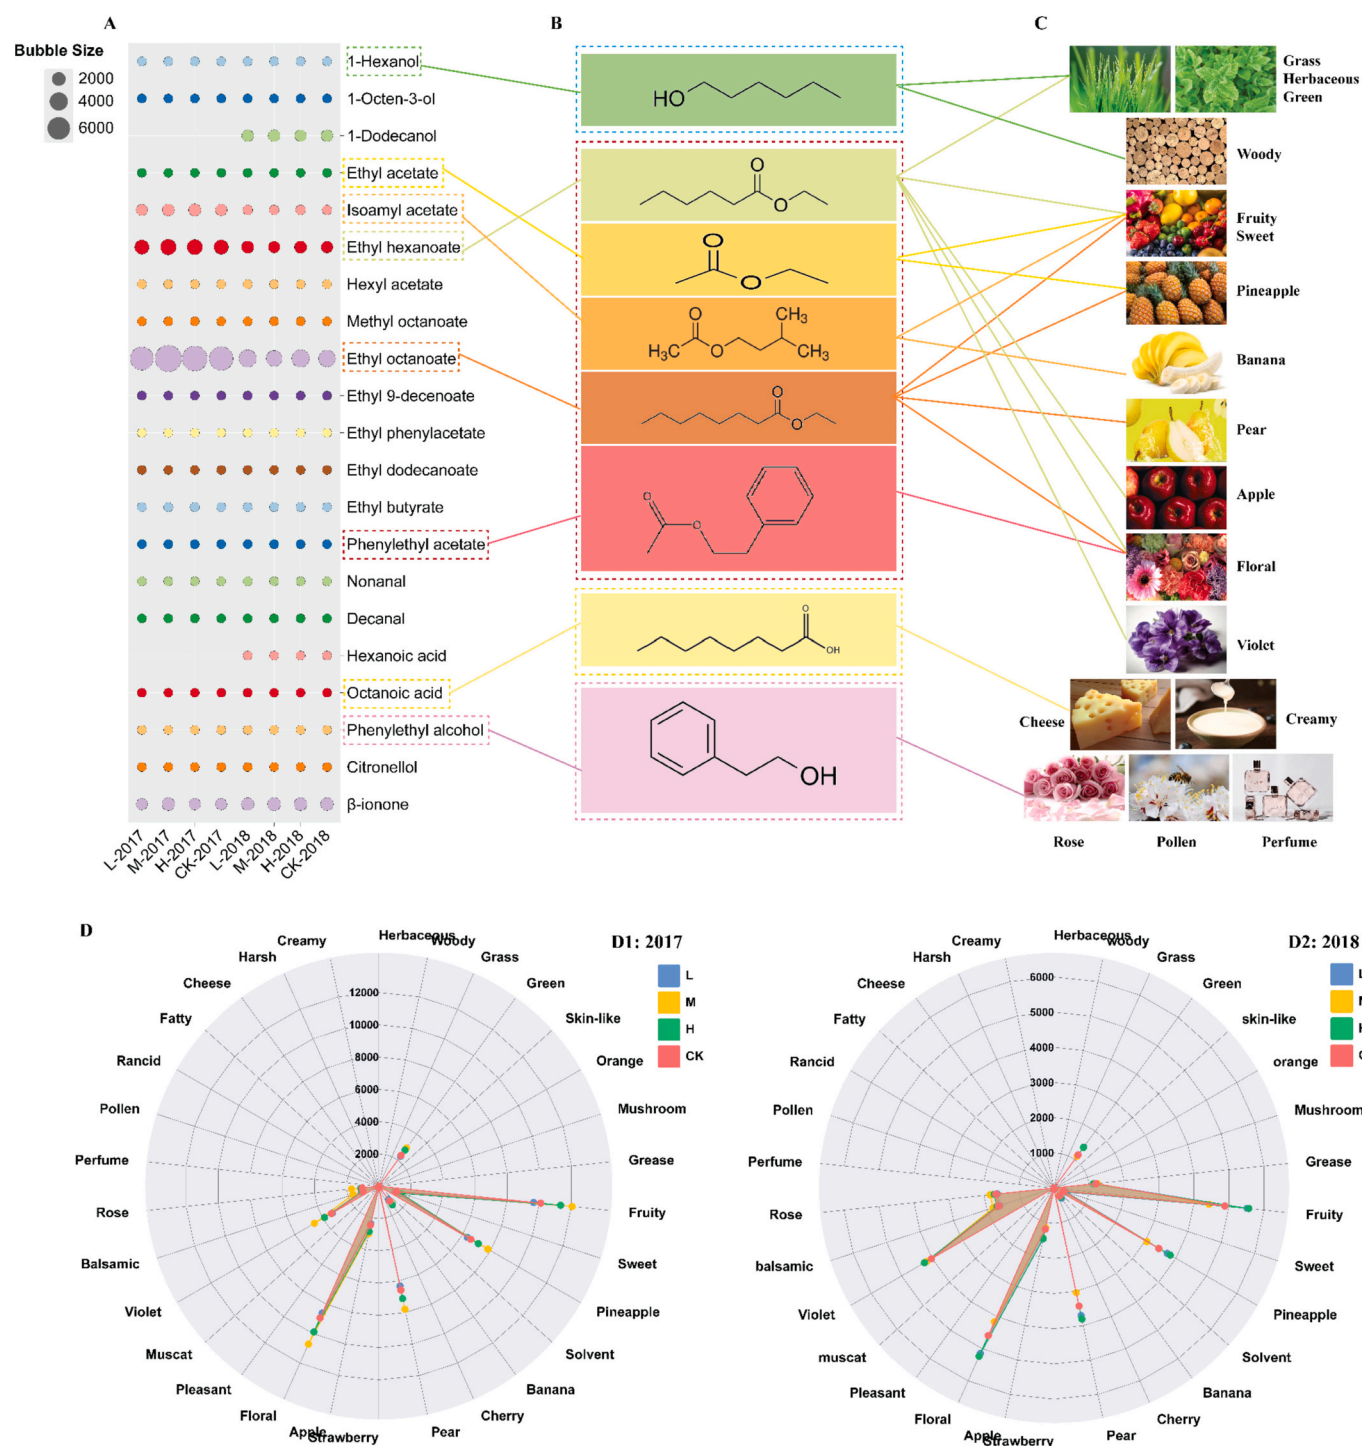 A
B
C
Bubble Size
2000
4000
6000
1-Hexanol
1-Octen-3-ol
1-Dodecanol
Ethyl acetate
Isoamyl acetate
Ethyl hexanoate
Hexyl acetate
Methyl octanoate
Ethyl octanoate
Ethyl 9-decenoate
Ethyl phenylacetate
Ethyl dodecanoate
Ethyl butyrate
Phenylethyl acetate
Nonanal
Decanal
Hexanoic acid
Octanoic acid
Phenylethyl alcohol
Citronellol
β-ionone
L-2017
M-2017
H-2017
CK-2017
L-2018
M-2018
H-2018
CK-2018
HO
O
O
O
O
O
CH₃
H₃C
O
CH₃
O
O
O
O
O
OH
OH
Grass
Herbaceous
Green
Woody
Fruity
Sweet
Pineapple
Banana
Pear
Apple
Floral
Violet
Cheese
Creamy
Rose
Pollen
Perfume
D
D1: 2017
L
M
H
CK
Herbaceous
Woody
Grass
Green
Skin-like
Orange
Mushroom
Grease
Fruity
Sweet
Pineapple
Solvent
Banana
Cherry
Pear
Strawberry
Apple
Floral
Pleasant
Muscat
Violet
Balsamic
Rose
Perfume
Pollen
Rancid
Fatty
Cheese
Harsh
Creamy
12000
10000
8000
6000
4000
2000
D2: 2018
L
Herbaceous
woody
Grass
Green
skin-like
orange
Mushroom
Grease
Fruity
Sweet
Pineapple
Solvent
Banana
Cherry
Pear
Strawberry
Apple
Floral
Pleasant
muscat
Violet
balsamic
Rose
Perfume
Pollen
Rancid
Fatty
Cheese
Harsh
Creamy
6000
5000
4000
3000
2000
1000